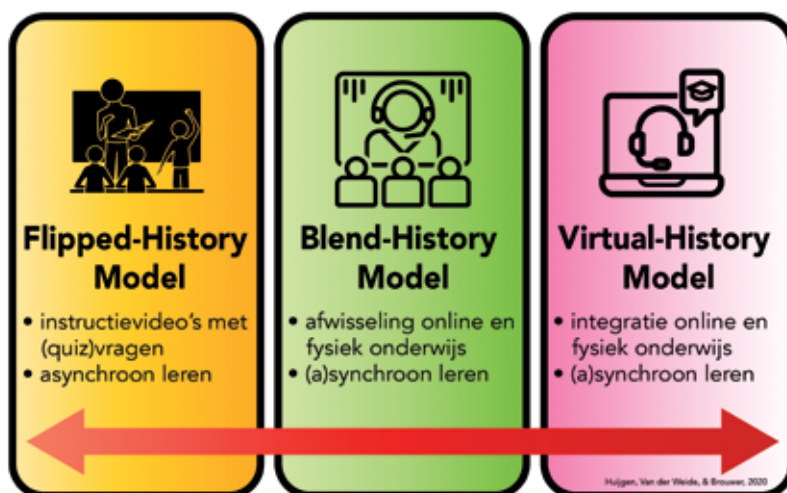 Flipped-History
Model
• instructievideo's met
(quiz)vragen
• asynchroon leren
Blend-History
Model
• afwisseling online en
fysiek onderwijs
• (a)synchroon leren
Virtual-History
Model
• integratie online en
fysiek onderwijs
• (a)synchroon leren
Huijgen, Van der Weide, & Brouwer, 2020